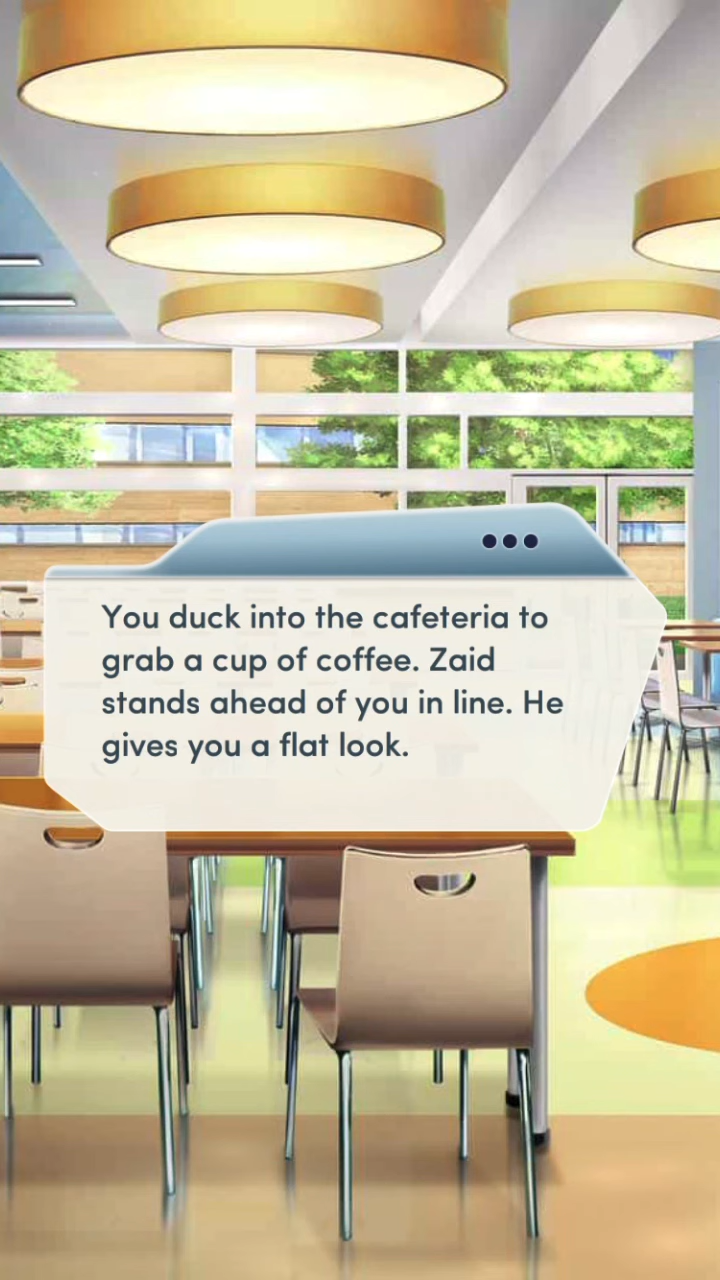 You duck into the cafeteria to
grab a cup of coffee. Zaid
stands ahead of you in line. He
gives you a flat look.